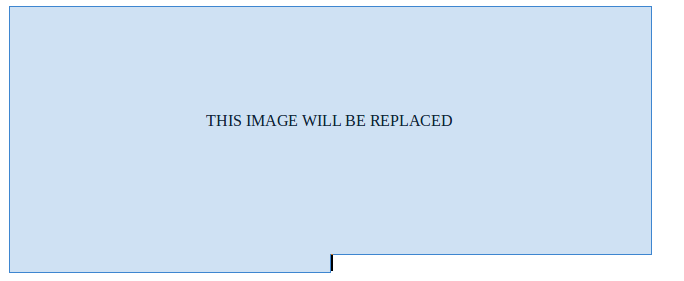 THIS IMAGE WILL BE REPLACED